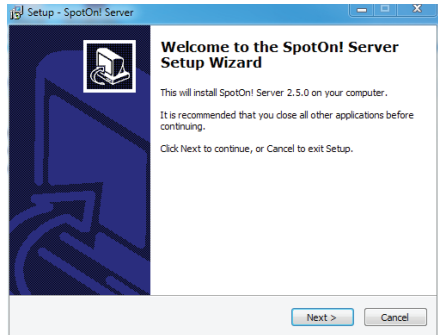 Setup - SpotOn! Server
Welcome to the SpotOn! Server
Setup Wizard
This will install SpotOn! Server 2.5.0 on your computer.
It is recommended that you close all other applications before
continuing.
Click Next to continue, or Cancel to exit Setup.
Next >
Cancel